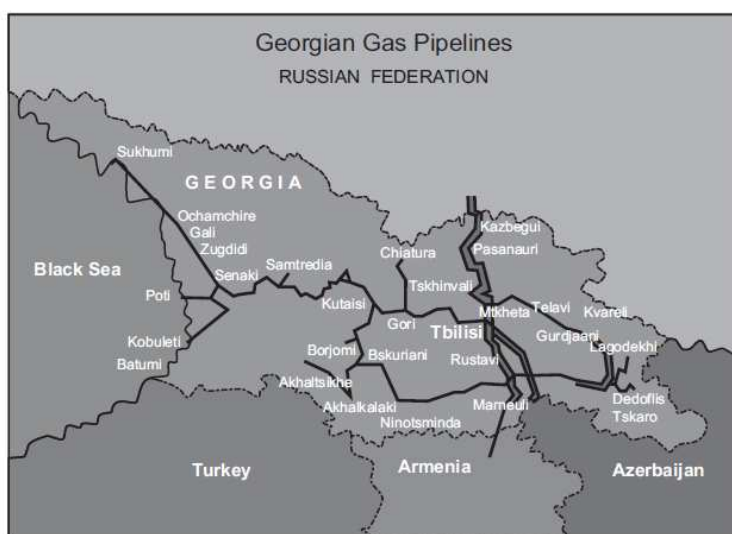 Georgian Gas Pipelines
RUSSIAN FEDERATION
Sukhumi
GEORGIA
Ochamchire
Gali
Zugdidi
Black Sea
Senaki
Samtredia
Chiatura
Kazbegui
Pasanauri
Tskhinvali
Poti
Kutaisi
Gori
Mtkheta
Telavi
Kvareli
Tbilisi
Gurdjaani
Lagodekhi
Kobuleti
Batumi
Borjomi
Bskuriani
Rustavi
Akhaltsikhe
Akhalkalaki
Ninotsminda
Marneuli
Dedoflis
Tskaro
Turkey
Armenia
Azerbaijan